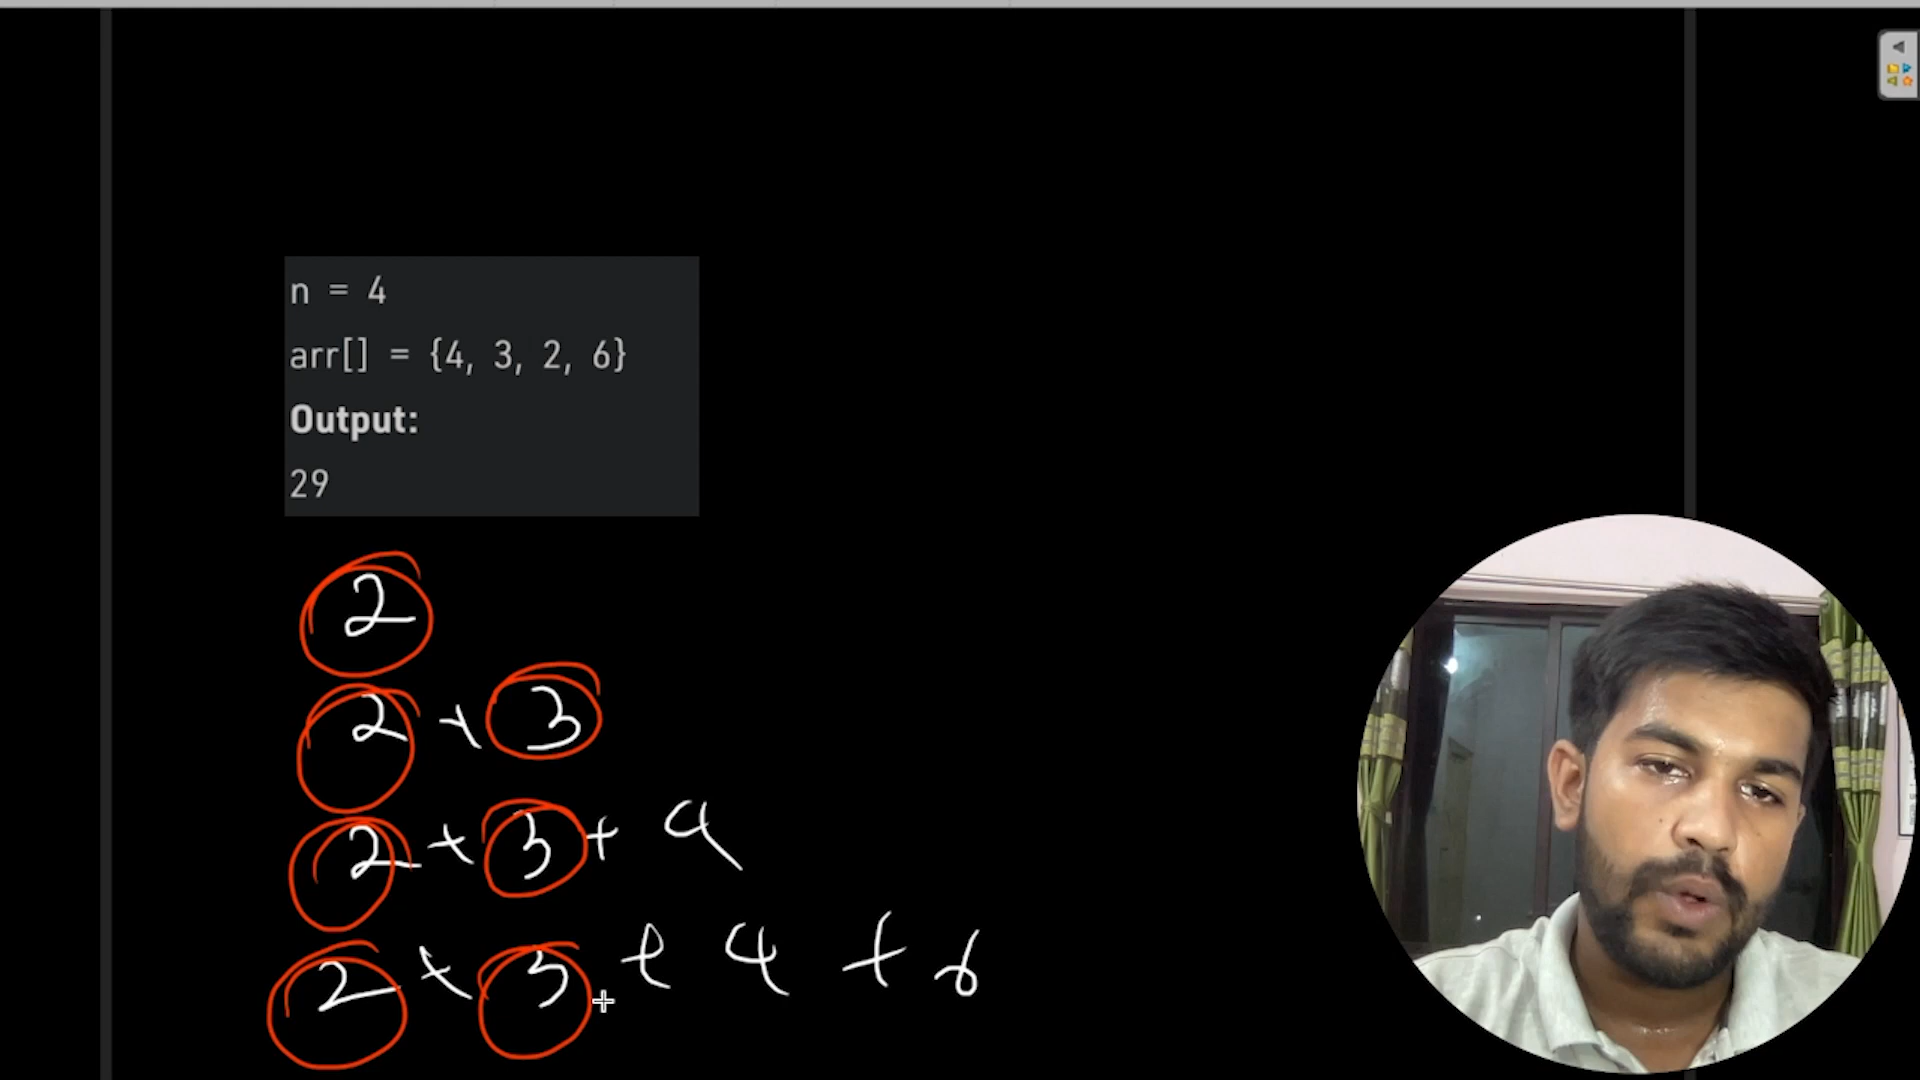 n = 4
arr[] = {4, 3, 2, 6}
Output:
29
2
2 + 3
2 + 3 + 4
2 + 3 + 4 + 6